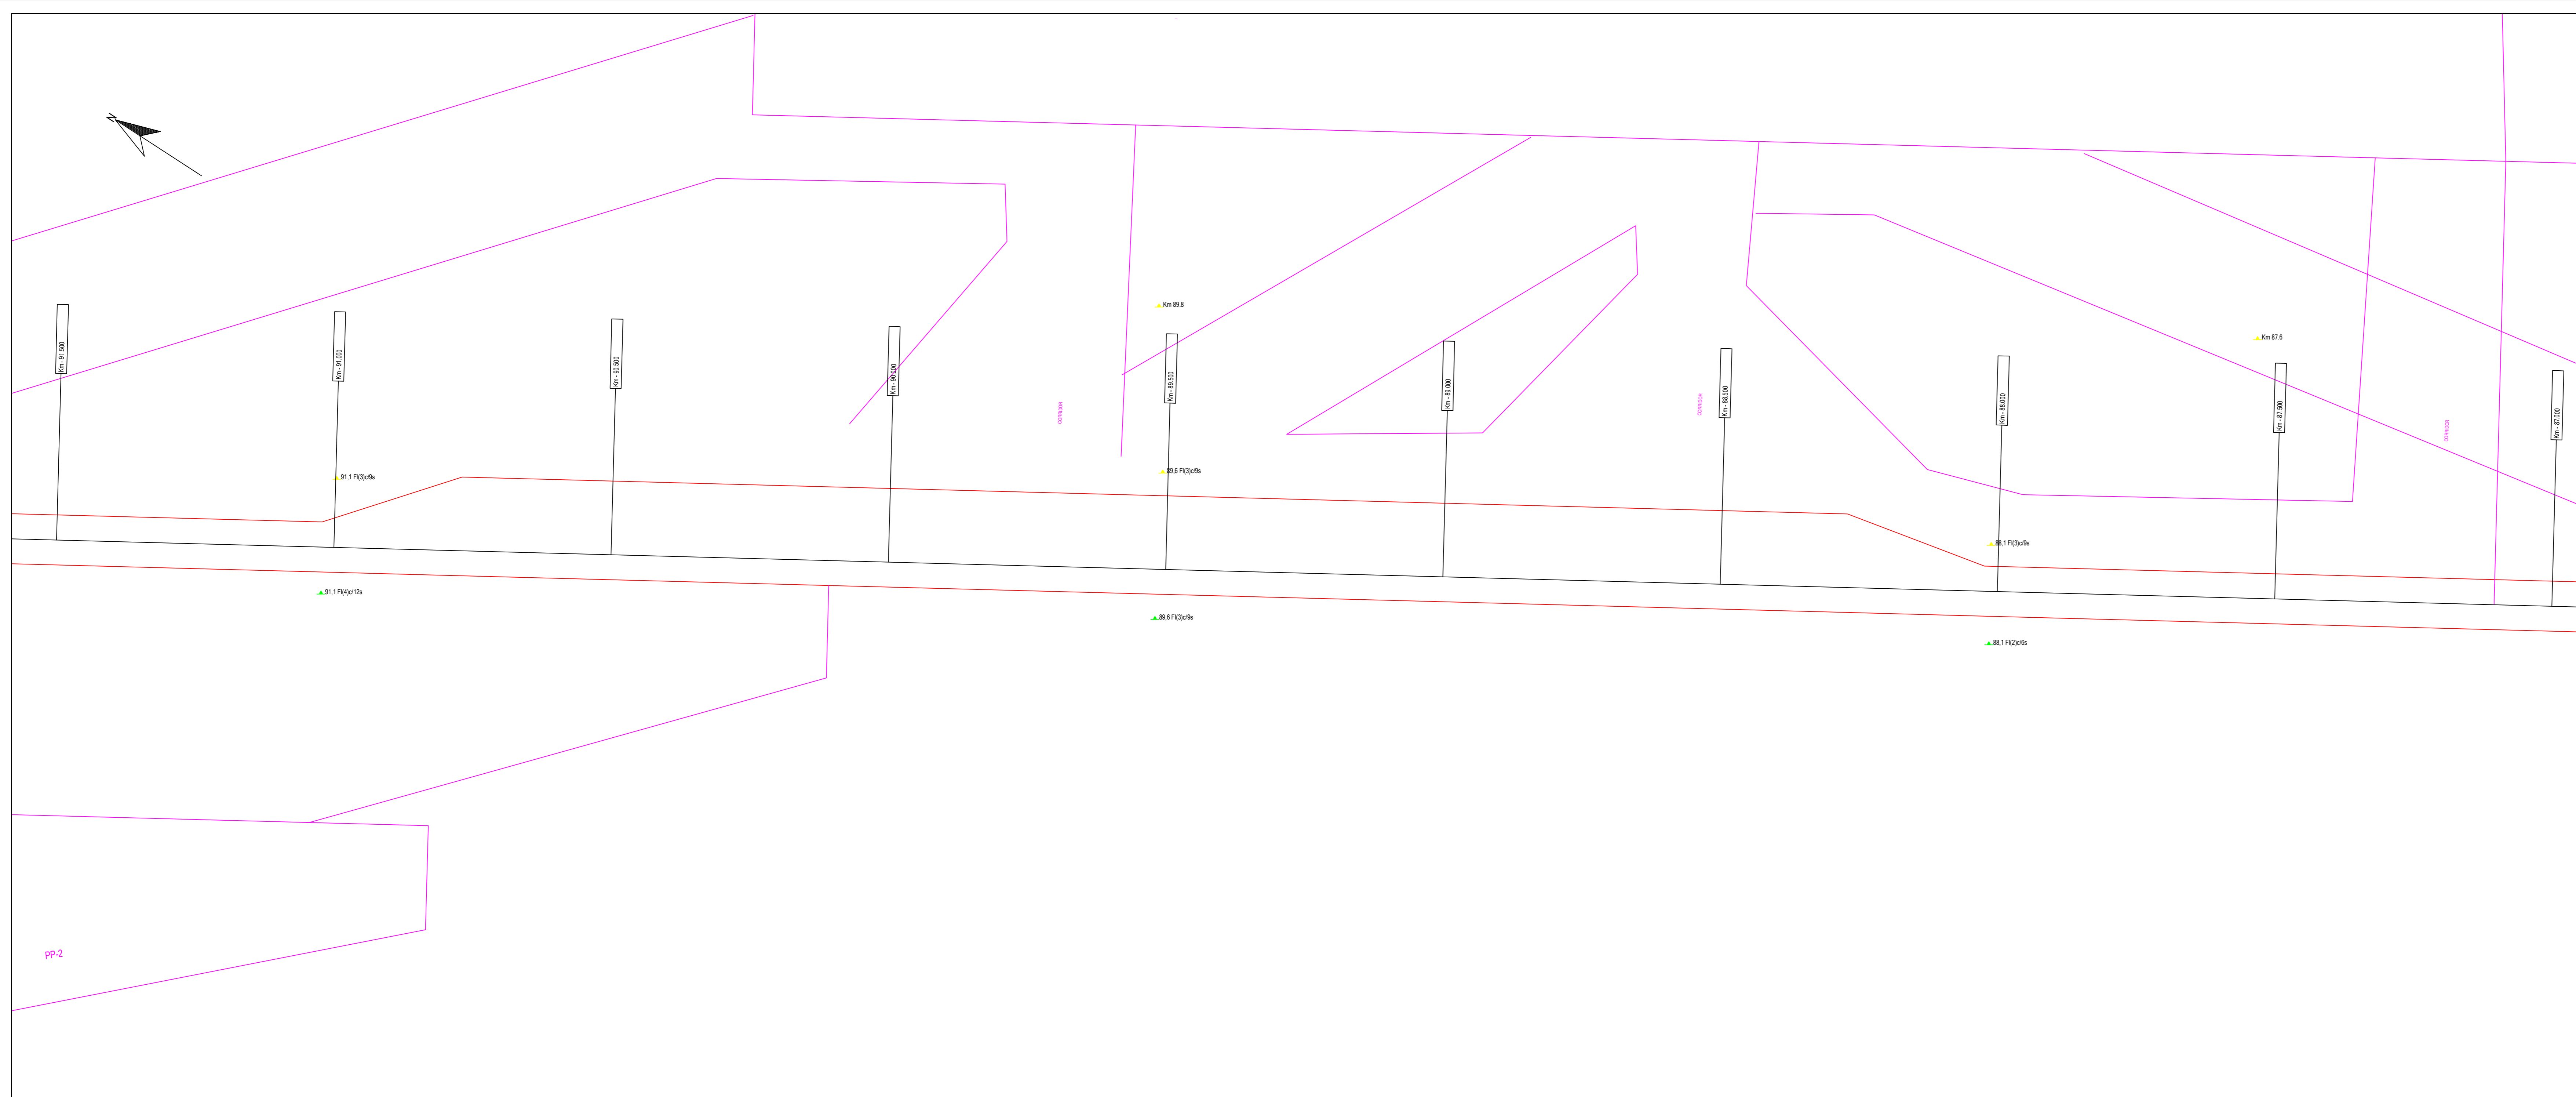 N
Km 89.8
Km - 91.500
Km - 91.000
Km - 90.500
Km - 90.000
Km - 89.500
Km - 89.000
Km - 88.500
Km - 88.000
Km 87.6
Km - 87.500
Km - 87.000
CORREDOR
CORREDOR
CORREDOR
91,1 Fl(3)c/9s
89,6 Fl(3)c/9s
88,1 Fl(3)c/9s
91,1 Fl(4)c/12s
89,6 Fl(3)c/9s
88,1 Fl(2)c/6s
PP-2